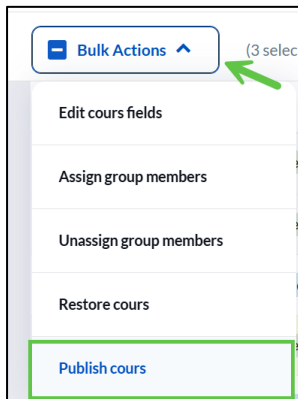 Bulk Actions (3 selec
Edit cours fields
Assign group members
Unassign group members
Restore cours
Publish cours